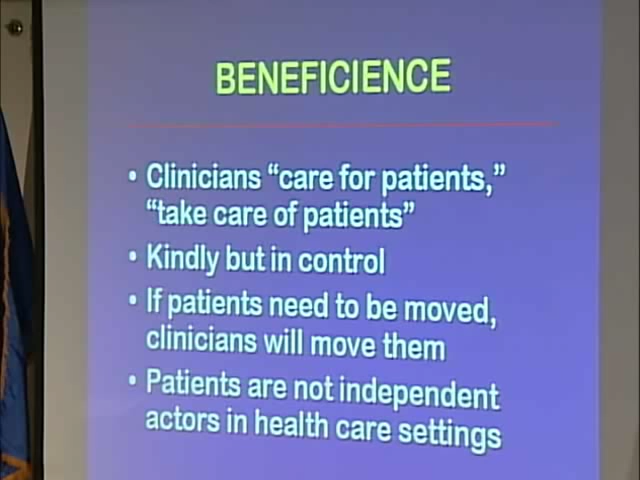 BENEFICIENCE
• Clinicians “care for patients,”
“take care of patients”
• Kindly but in control
• If patients need to be moved,
clinicians will move them
• Patients are not independent
actors in health care settings